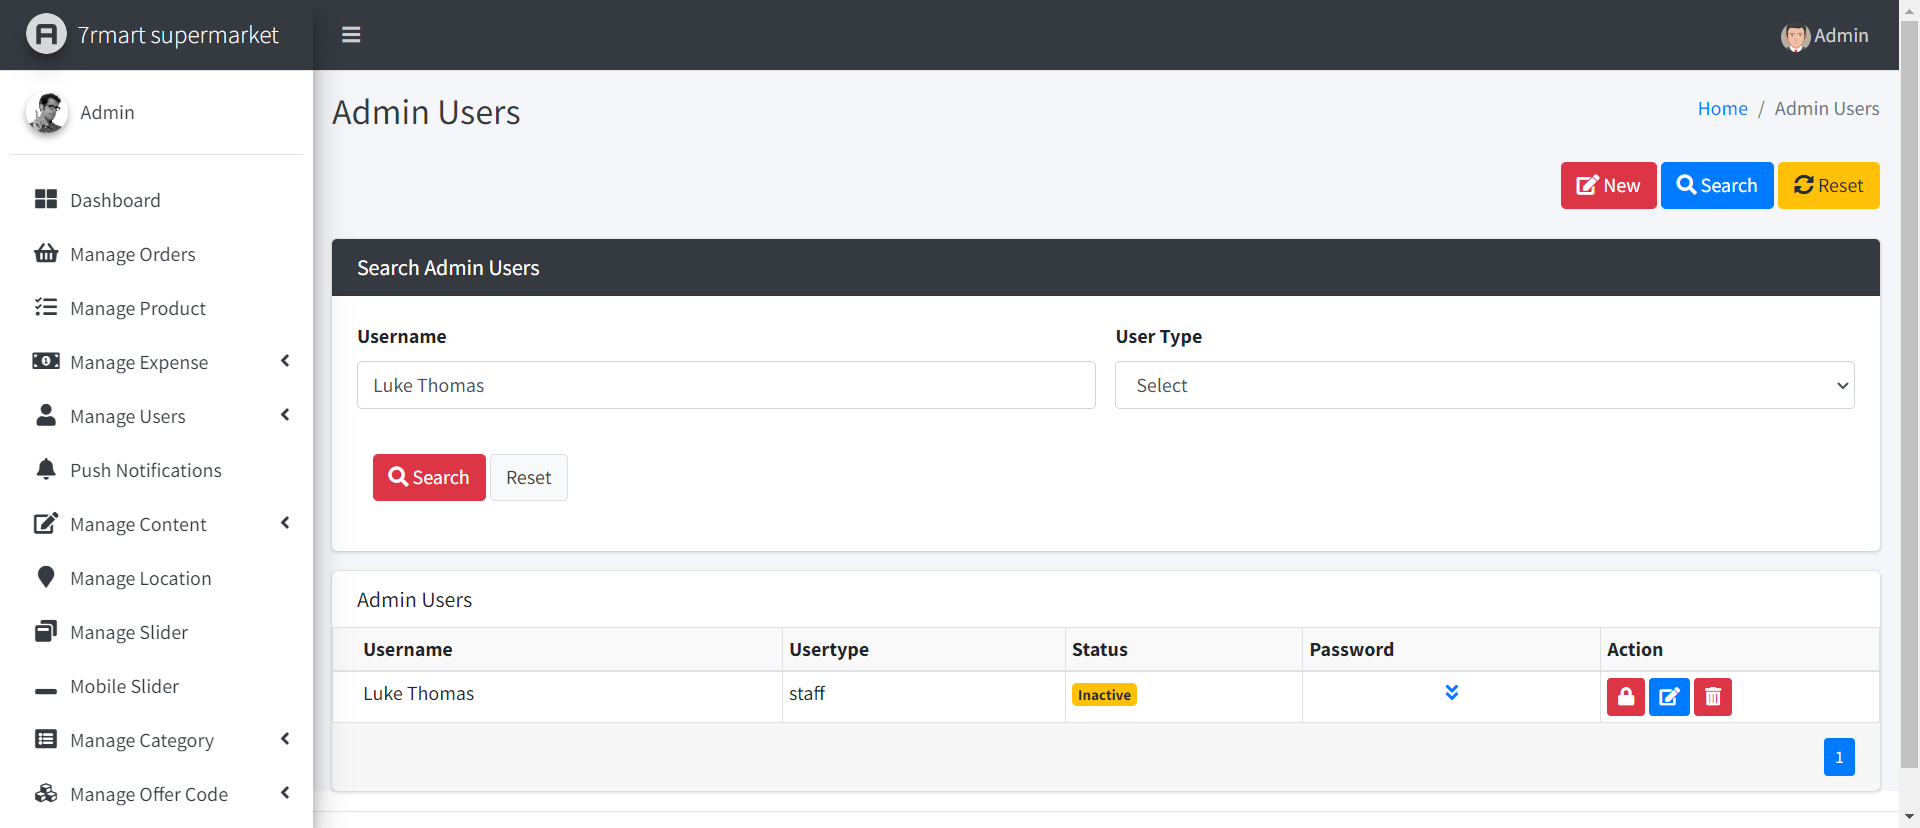 7rmart supermarket
Admin
Admin
Dashboard
Manage Orders
Manage Product
Manage Expense
Manage Users
Push Notifications
Manage Content
Manage Location
Manage Slider
Mobile Slider
Manage Category
Manage Offer Code
Admin Users
Home / Admin Users
New Search Reset
Search Admin Users
Username User Type
Luke Thomas Select
Search Reset
Admin Users
Username Usertype Status Password Action
Luke Thomas staff Inactive
1